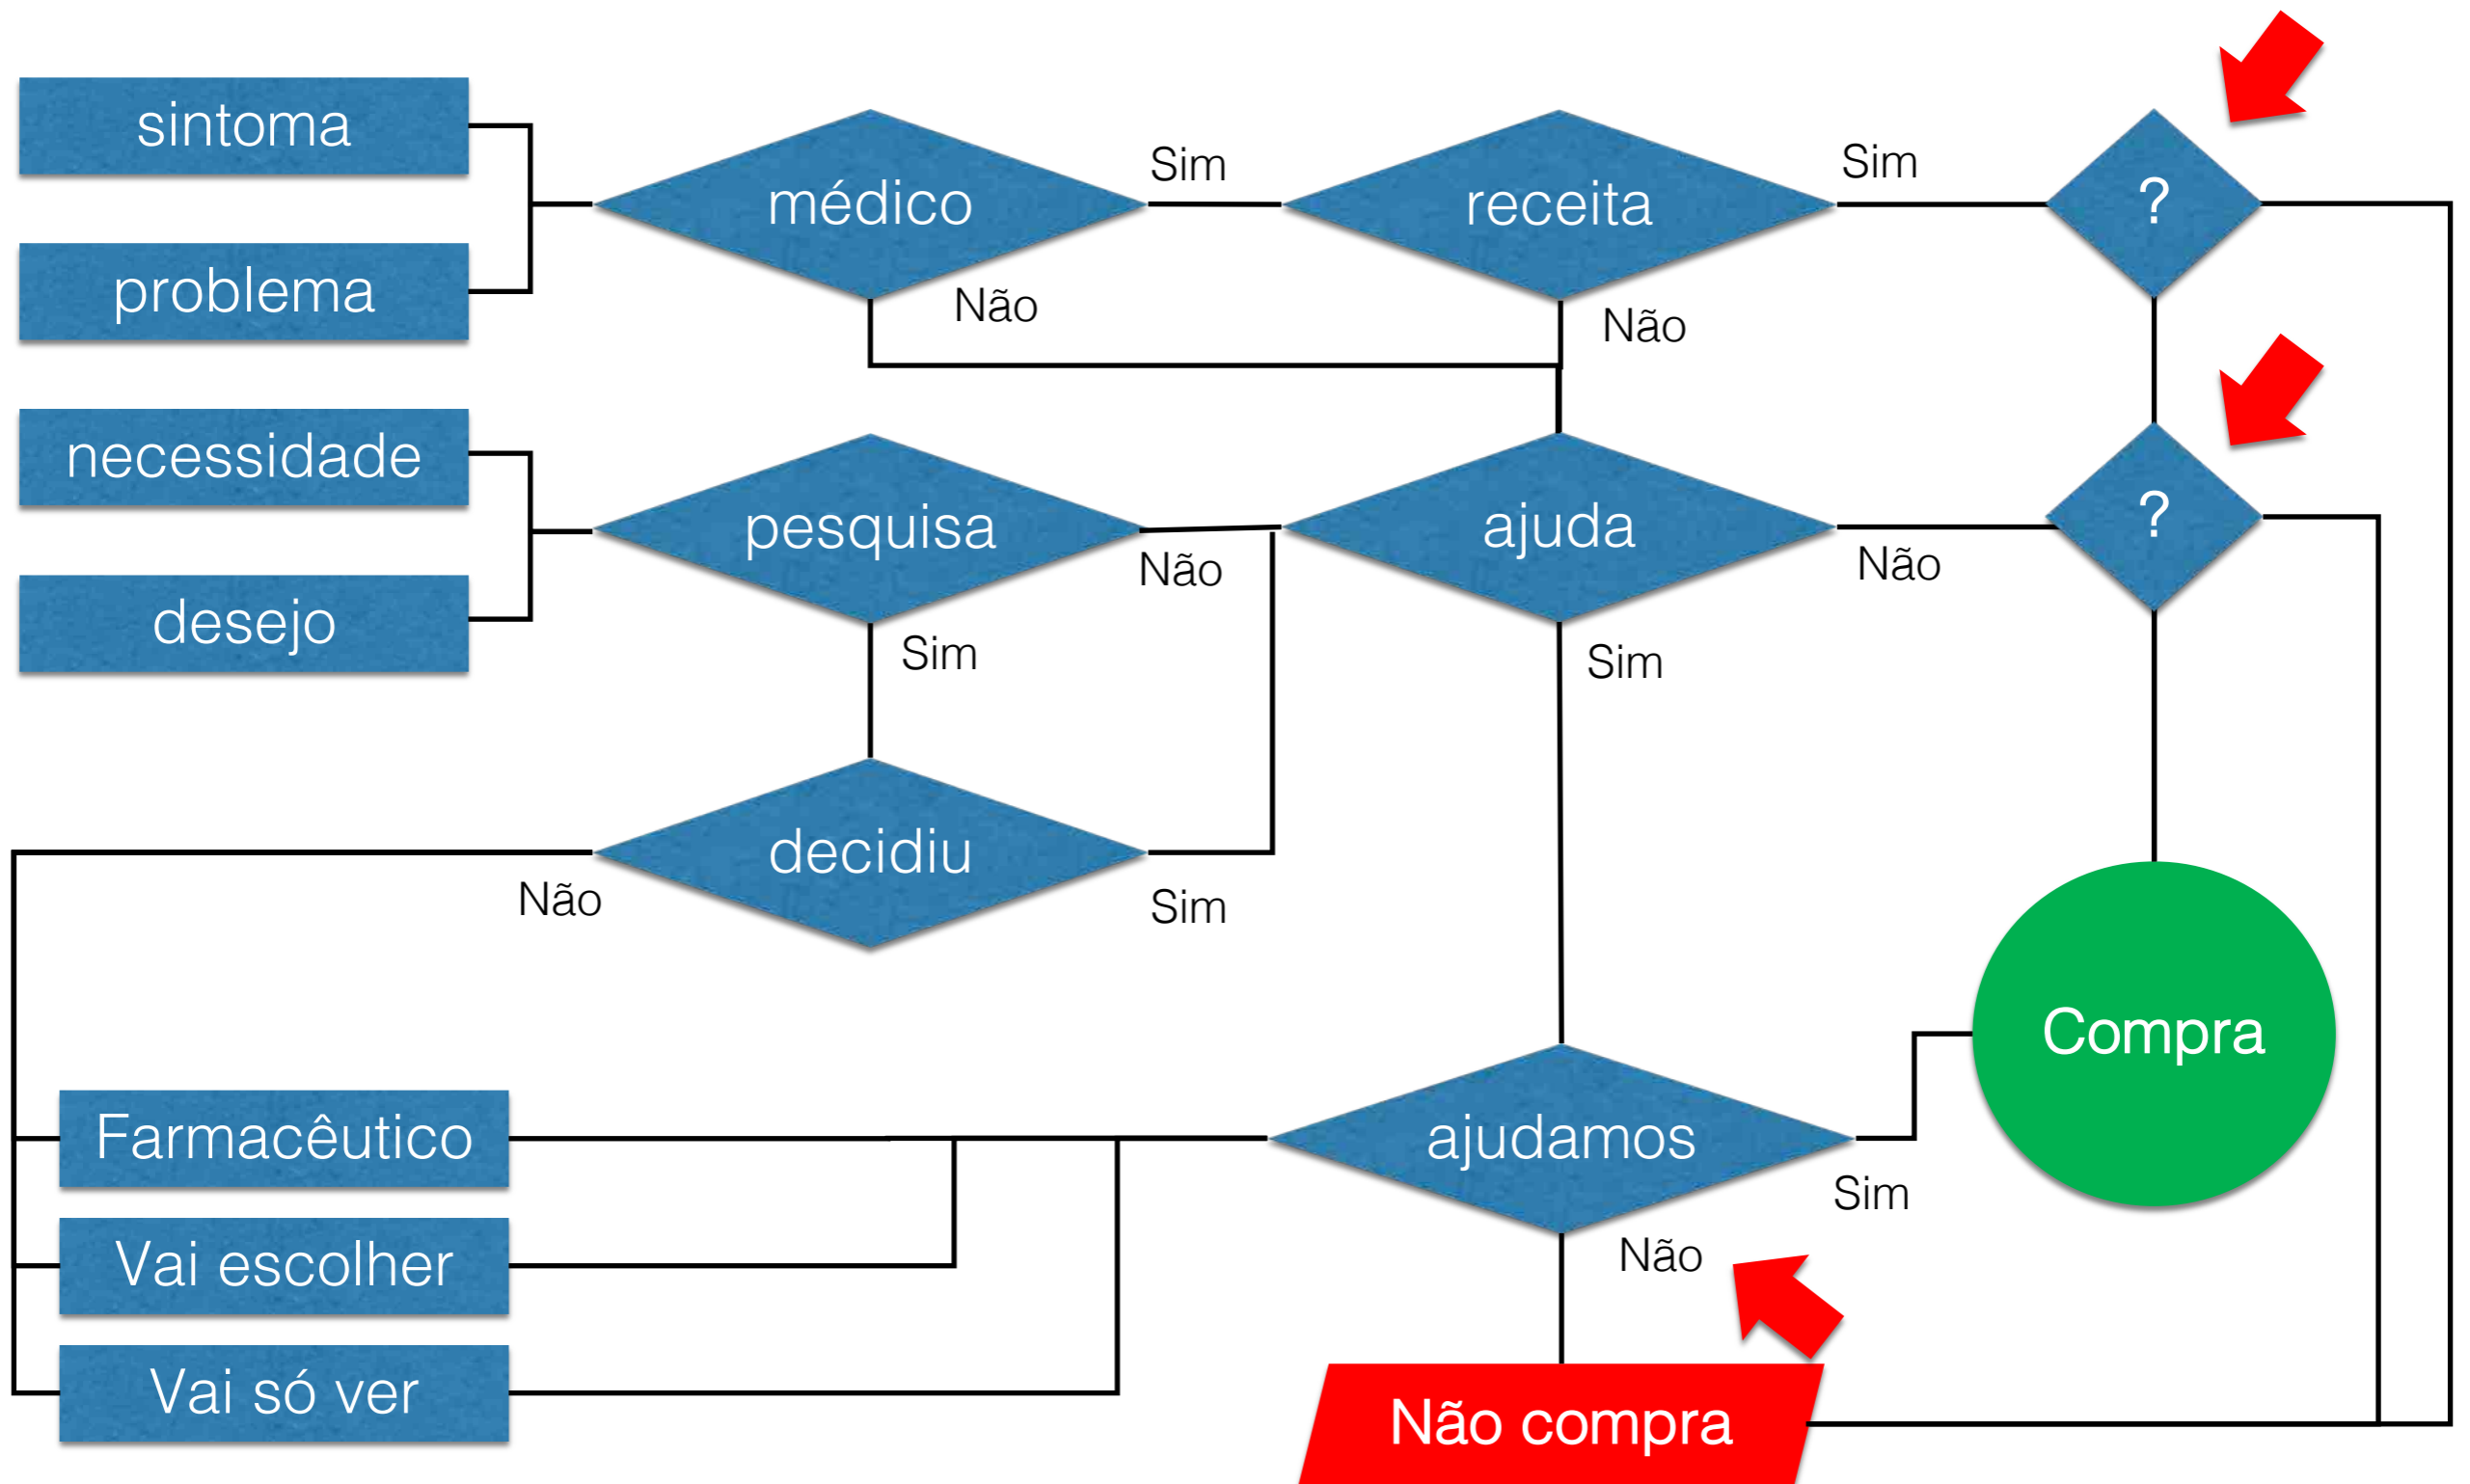 sintoma
problema
médico
Sim
Não
receita
Sim
Não
?
necessidade
desejo
pesquisa
Não
Sim
ajuda
Não
Sim
?
decidiu
Não
Sim
Farmacêutico
Vai escolher
Vai só ver
ajudamos
Sim
Não
Compra
Não compra